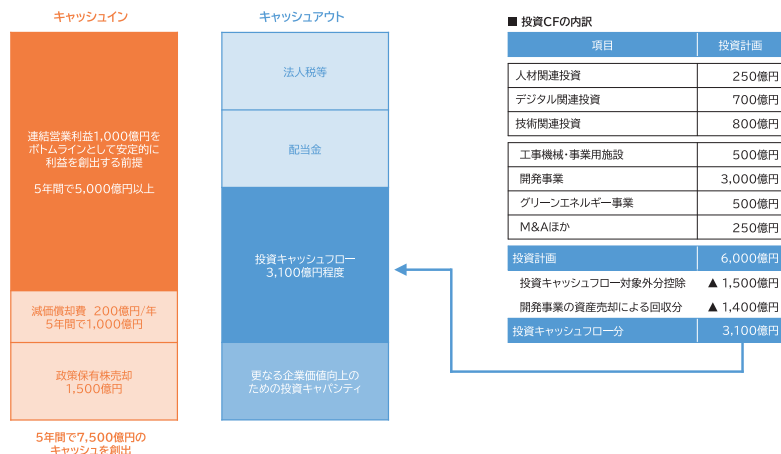 キャッシュイン
連結営業利益1,000億円を
ボトムラインとして安定的に
利益を創出する前提
5年間で5,000億円以上
減価償却費 200億円/年
5年間で1,000億円
政策保有株売却
1,500億円
5年間で7,500億円の
キャッシュを創出
キャッシュアウト
法人税等
配当金
投資キャッシュフロー
3,100億円程度
更なる企業価値向上の
ための投資キャパシティ
■ 投資CFの内訳
項目 投資計画
人材関連投資 250億円
デジタル関連投資 700億円
技術関連投資 800億円
工事機械・事業用施設 500億円
開発事業 3,000億円
グリーンエネルギー事業 500億円
M&Aほか 250億円
投資計画 6,000億円
投資キャッシュフロー対象外分控除 ▲ 1,500億円
開発事業の資産売却による回収分 ▲ 1,400億円
投資キャッシュフロー分 3,100億円